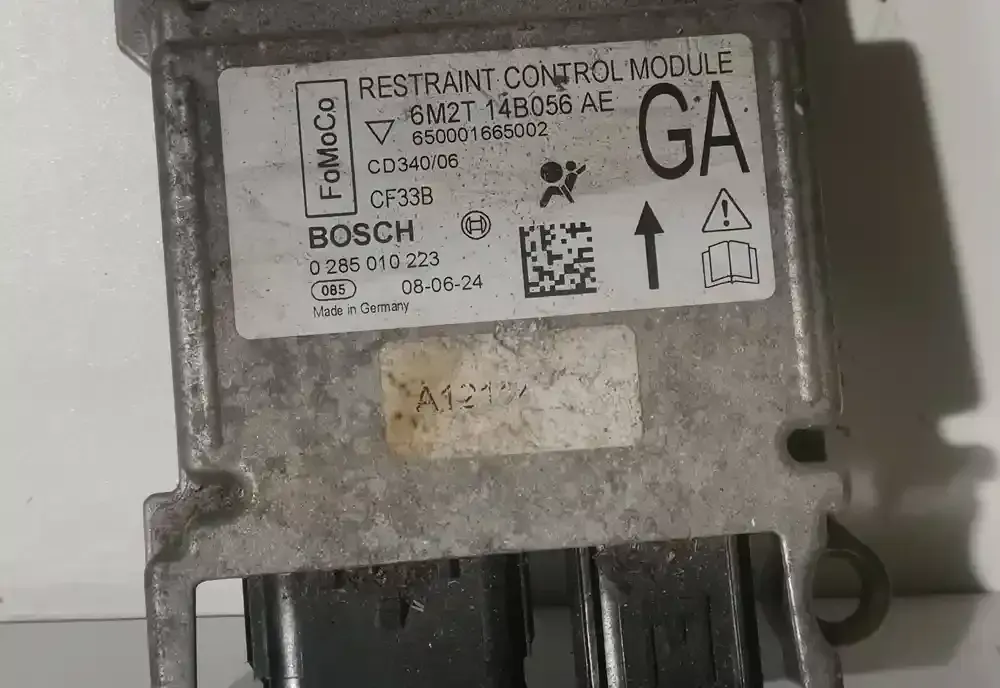 FoMoCo
RESTRAINT CONTROL MODULE
6M2T 14B056 AE
650001665002
GA
CD340/06
CF33B
BOSCH
0 285 010 223
085
08-06-24
Made in Germany